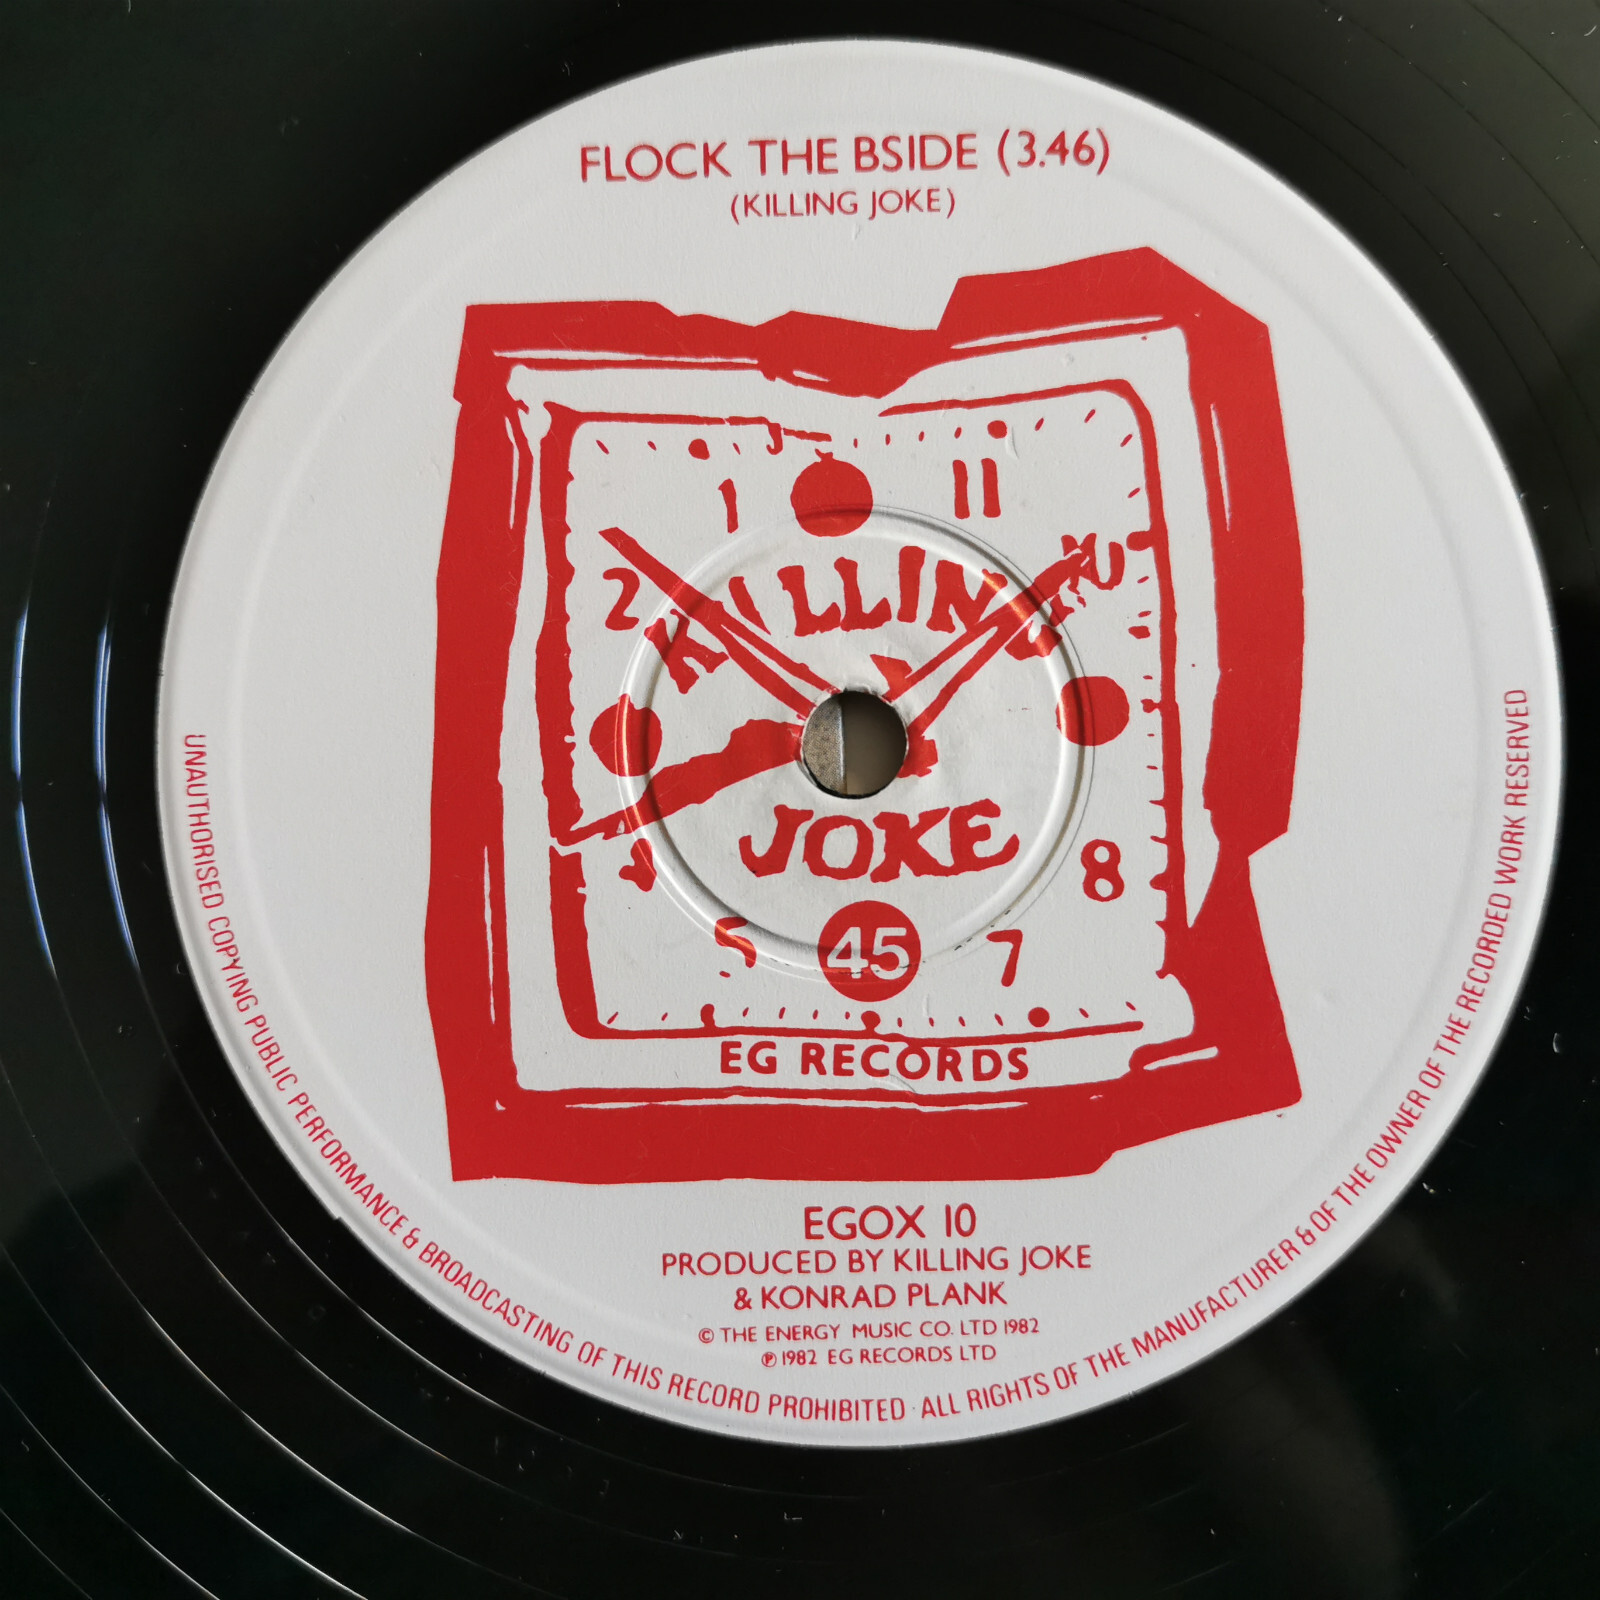 FLOCK THE BSIDE (3.46)
(KILLING JOKE)
1
11
2
KILLING
JOKE
8
5
45
7
EG RECORDS
EGOX 10
PRODUCED BY KILLING JOKE
& KONRAD PLANK
© THE ENERGY MUSIC CO. LTD 1982
℗ 1982 EG RECORDS LTD
UNAUTHORISED COPYING PUBLIC PERFORMANCE & BROADCASTING OF THIS RECORD PROHIBITED · ALL RIGHTS OF THE MANUFACTURER & OF THE OWNER OF THE RECORDED WORK RESERVED